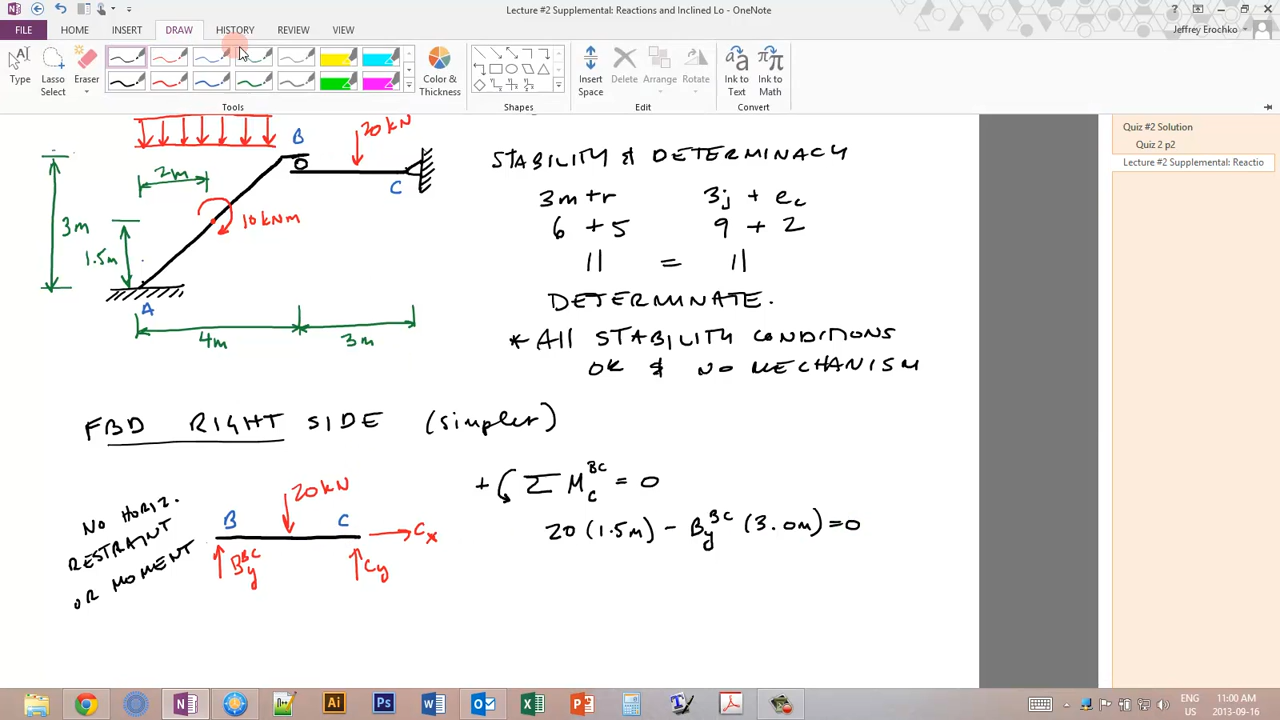 Lecture #2 Supplemental: Reactions and Inclined Lo - OneNote
FILE HOME INSERT DRAW HISTORY REVIEW VIEW
Jeffrey Erochko
Type
Lasso Select
Eraser
Color & Thickness
Insert Space
Delete
Arrange
Rotate
Ink to Text
Ink to Math
Tools
Shapes
Edit
Convert
Quiz #2 Solution
Quiz 2 p2
Lecture #2 Supplemental: Reactio
B
20 kN
2m
C
3m
10 kNm
1.5m
A
4m
3m
STABILITY & DETERMINACY
3m + r 3j + ec
6 + 5 9 + 2
11 = 11
DETERMINATE.
* All STABILITY CONDITIONS
OK & NO MECHANISM
FBD RIGHT SIDE (simpler)
NO HORIZ.
RESTRAINT
OR MOMENT
20kN
B
C
Cx
By^BC
Cy
+ Σ Mc^BC = 0
20 (1.5m) - By^BC (3.0m) = 0
ENG
US
11:00 AM
2013-09-16